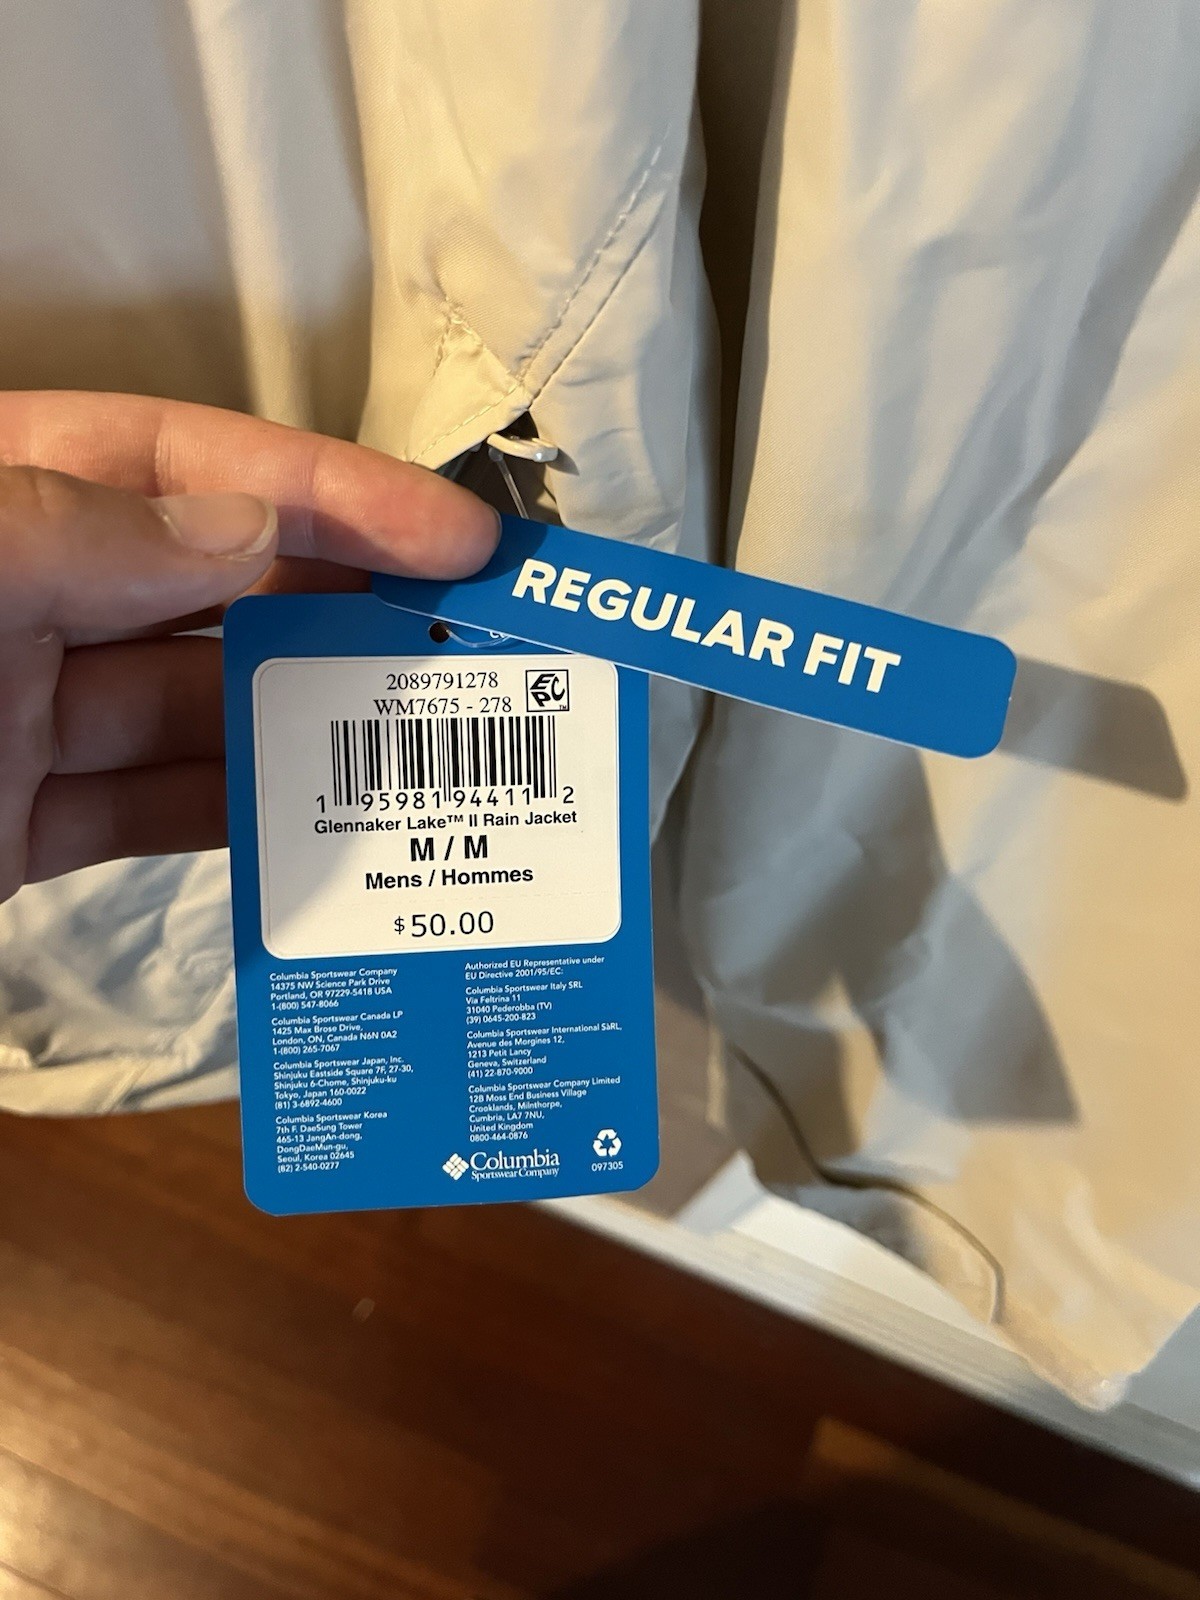 REGULAR FIT
2089791278
WM7675 - 278
EPC
TM
1 95981 94411 2
Glennaker Lake™ II Rain Jacket
M / M
Mens / Hommes
$50.00
Columbia Sportswear Company
14375 NW Science Park Drive
Portland, OR 97229-5418 USA
1-(800) 547-8066
Columbia Sportswear Canada LP
1425 Max Brose Drive,
London, ON, Canada N6N 0A2
1-(800) 265-7067
Columbia Sportswear Japan, Inc.
Shinjuku Eastside Square 7F, 27-30,
Shinjuku 6-Chome, Shinjuku-ku
Tokyo, Japan 160-0022
(81) 3-6892-4600
Columbia Sportswear Korea
7th F. DaeSung Tower
465-13 JangAn-dong,
DongDaeMun-gu,
Seoul, Korea 02645
(82) 2-540-0277
Authorized EU Representative under
EU Directive 2001/95/EC:
Columbia Sportswear Italy SRL
Via Feltrina 11
31040 Pederobba (TV)
(39) 0645-200-823
Columbia Sportswear International SàRL,
Avenue des Morgines 12,
1213 Petit Lancy
Geneva, Switzerland
(41) 22-870-9000
Columbia Sportswear Company Limited
12B Moss End Business Village
Crooklands, Milnthorpe,
Cumbria, LA7 7NU,
United Kingdom
0800-464-0876
Columbia
Sportswear Company
097305